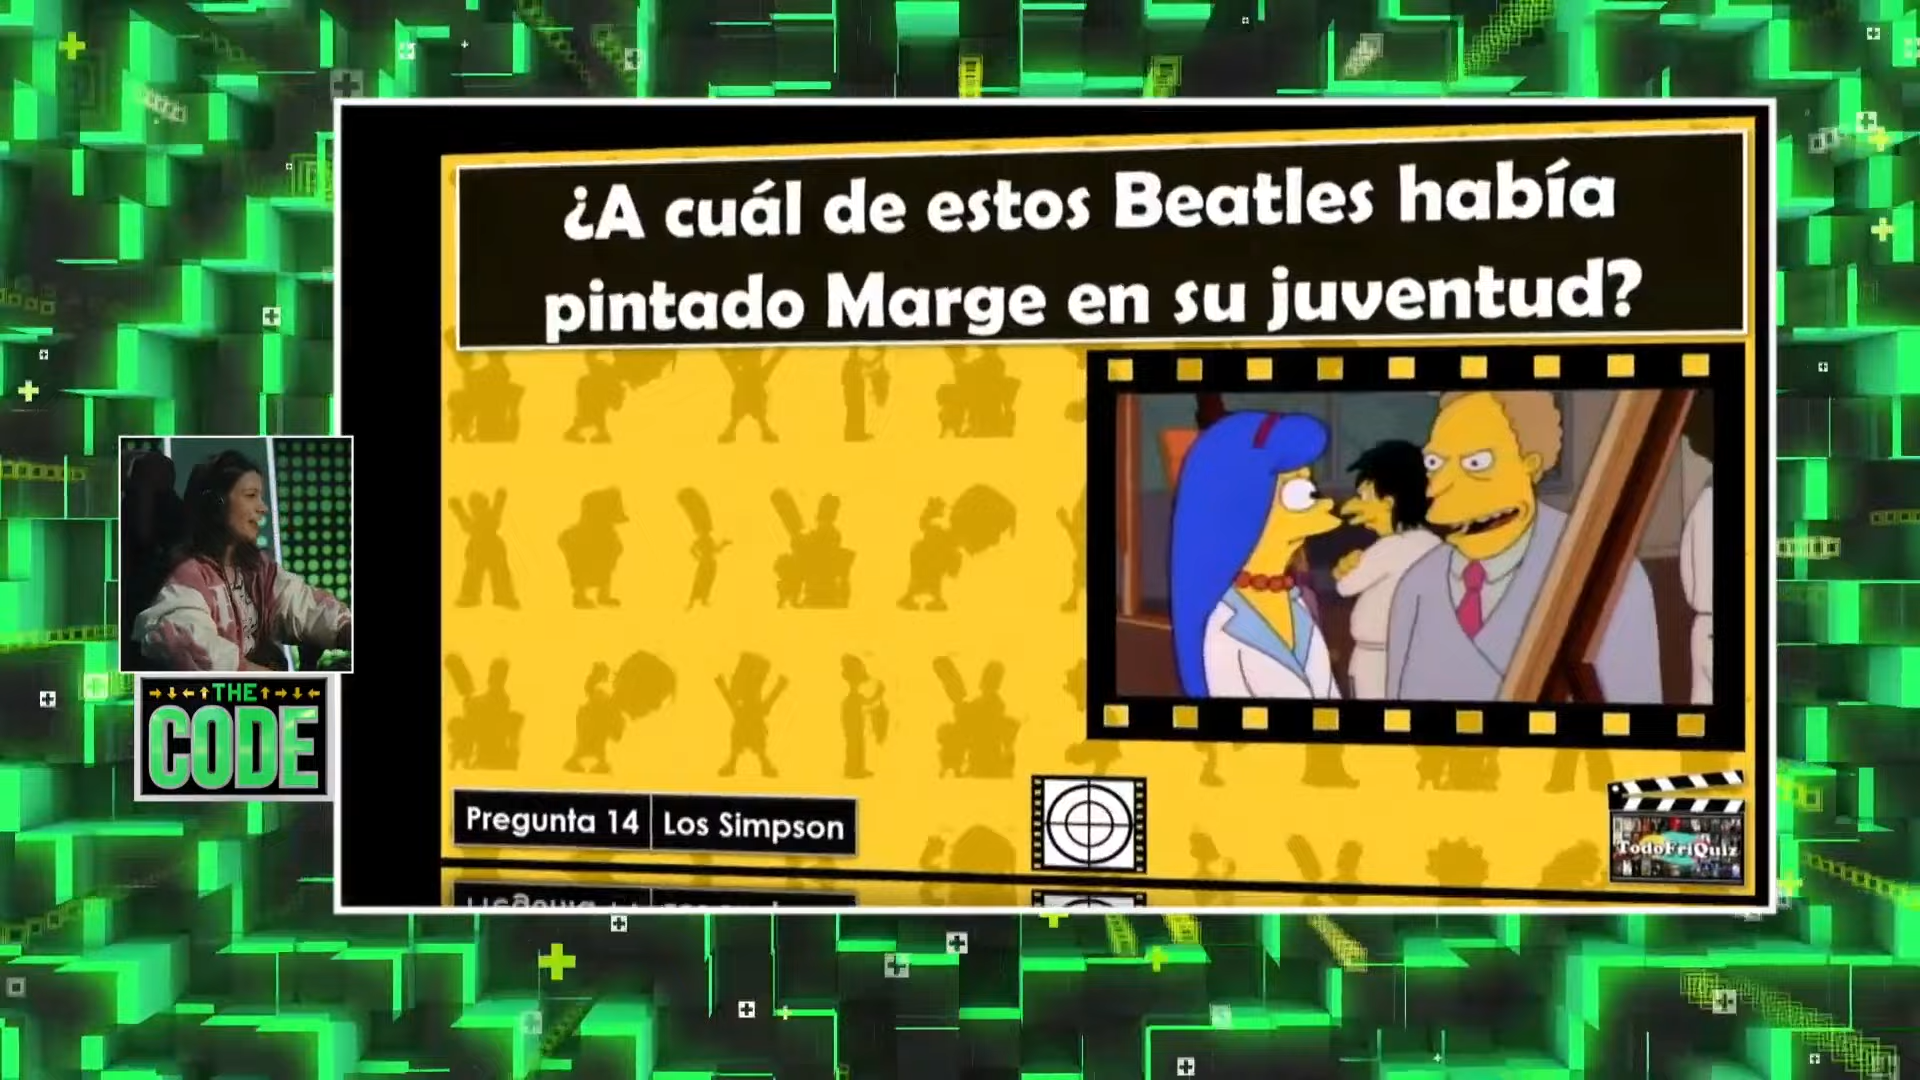 ¿A cuál de estos Beatles había
pintado Marge en su juventud?
THE
CODE
Pregunta 14
Los Simpson
TodoFriQuiz